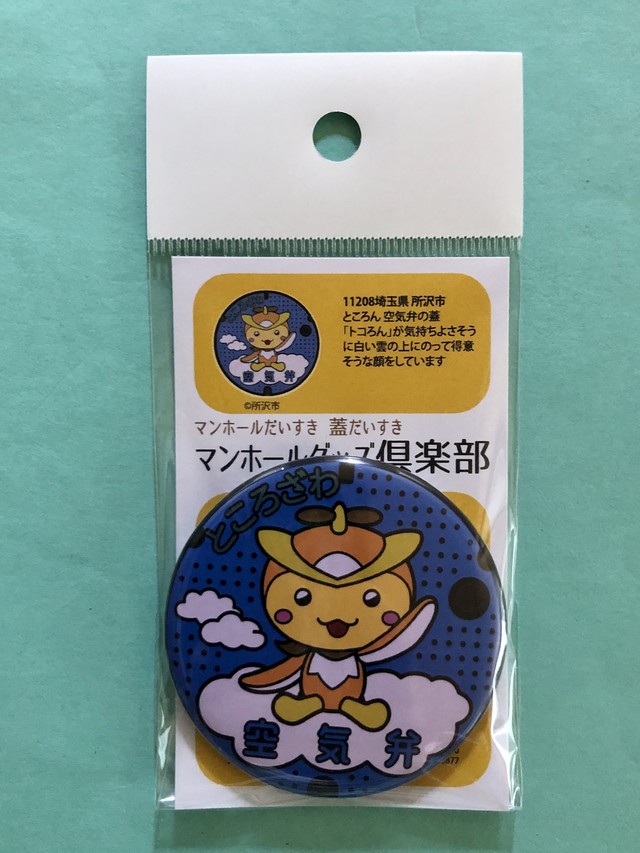 11208埼玉県 所沢市
ところん 空気弁の蓋
「トコろん」が気持ちよさそう
に白い雲の上にのって得意
そうな顔をしています
空気弁
©所沢市
マンホールだいすき 蓋だいすき
マンホールグッズ倶楽部
ところざわ
空気弁